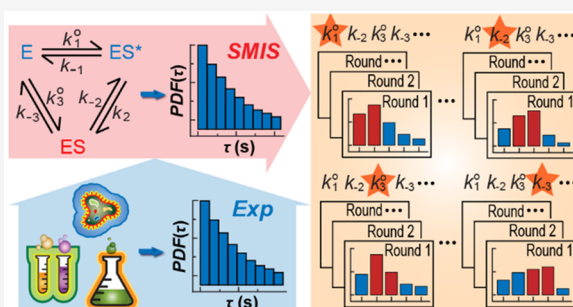 E k₁° ES* k₋₁
k₋₃ k₃° k₋₂ k₂
ES
PDF(τ)
SMIS
τ (s)
PDF(τ)
Exp
τ (s)
k₁° k₋₂ k₃° k₋₃ •••
Round•••
Round 2
Round 1
•••
k₁° k₋₂ k₃° k₋₃ •••
Round•••
Round 2
Round 1
k₁° k₋₂ k₃° k₋₃ •••
Round•••
Round 2
Round 1
•••
k₁° k₋₂ k₃° k₋₃ •••
Round•••
Round 2
Round 1